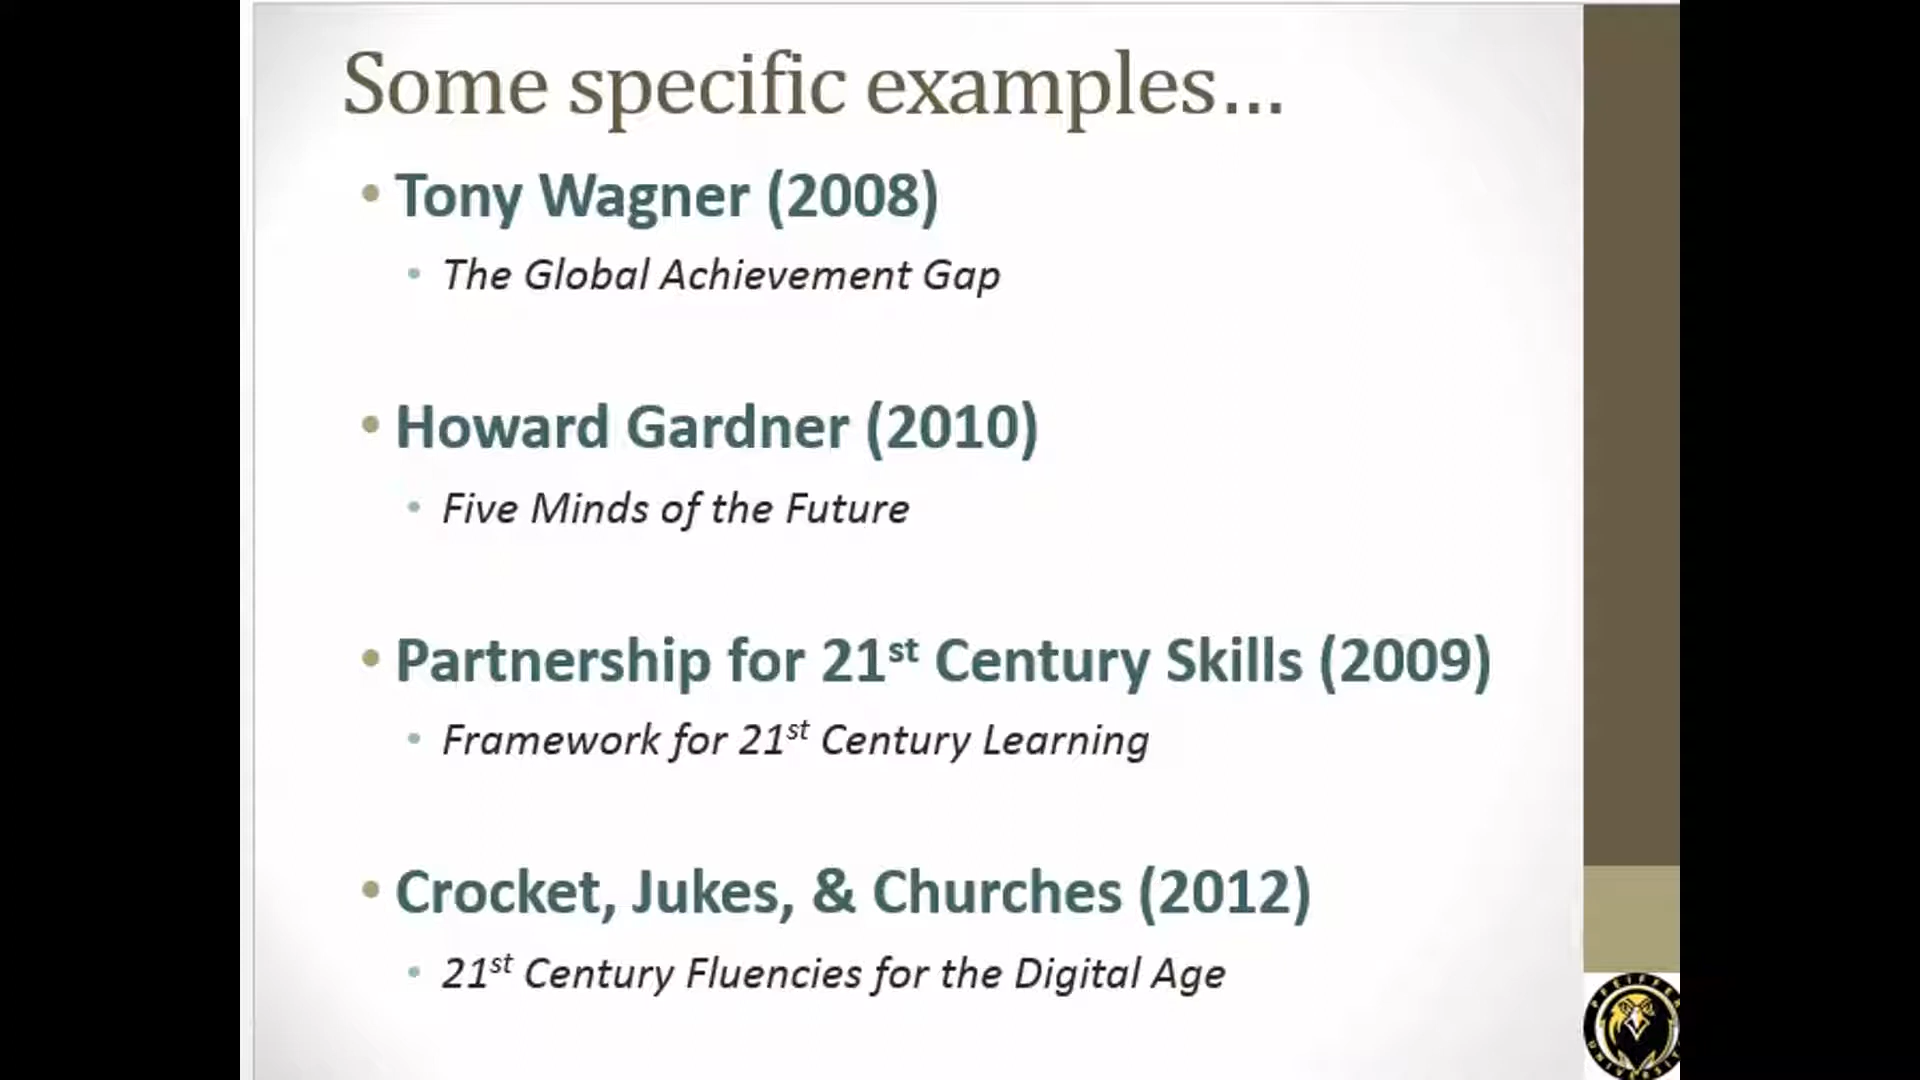 Some specific examples...
• Tony Wagner (2008)
• The Global Achievement Gap
• Howard Gardner (2010)
• Five Minds of the Future
• Partnership for 21st Century Skills (2009)
• Framework for 21st Century Learning
• Crocket, Jukes, & Churches (2012)
• 21st Century Fluencies for the Digital Age
PFEIFFER
UNIVERSITY